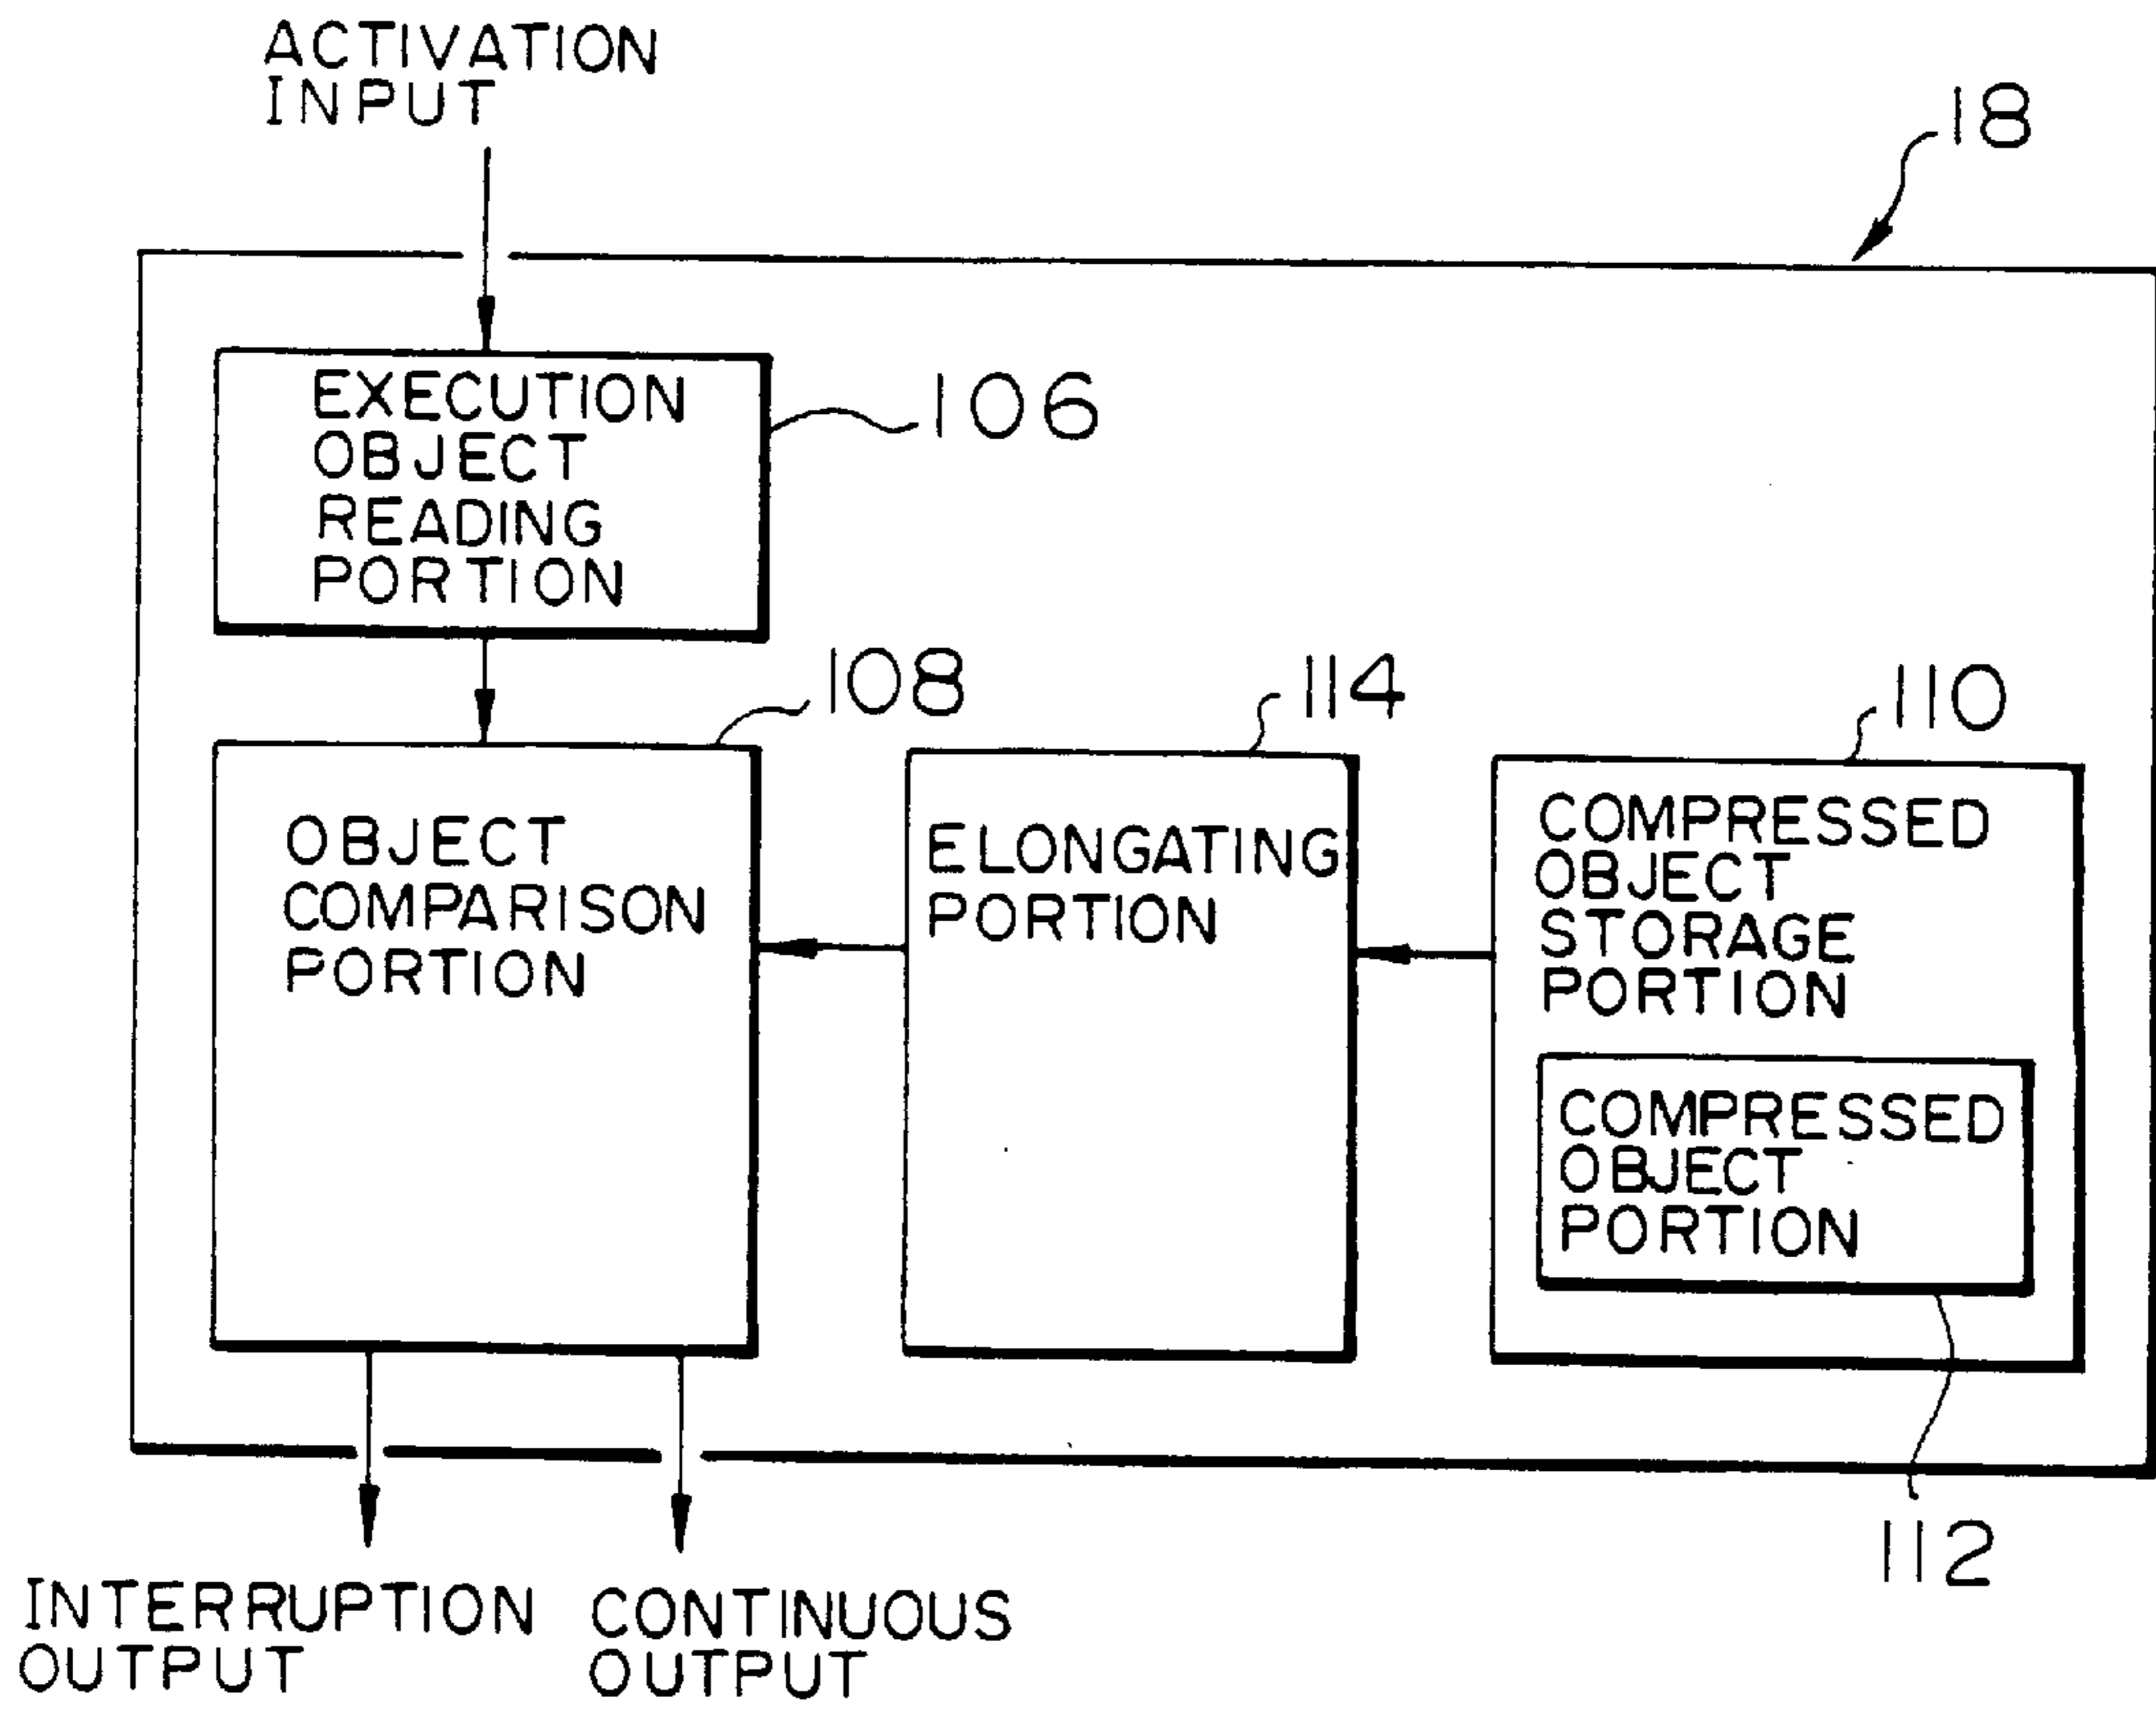 ACTIVATION
INPUT
18
EXECUTION
OBJECT
READING
PORTION
106
108
114
110
OBJECT
COMPARISON
PORTION
ELONGATING
PORTION
COMPRESSED
OBJECT
STORAGE
PORTION
COMPRESSED
OBJECT
PORTION
112
INTERRUPTION
OUTPUT
CONTINUOUS
OUTPUT